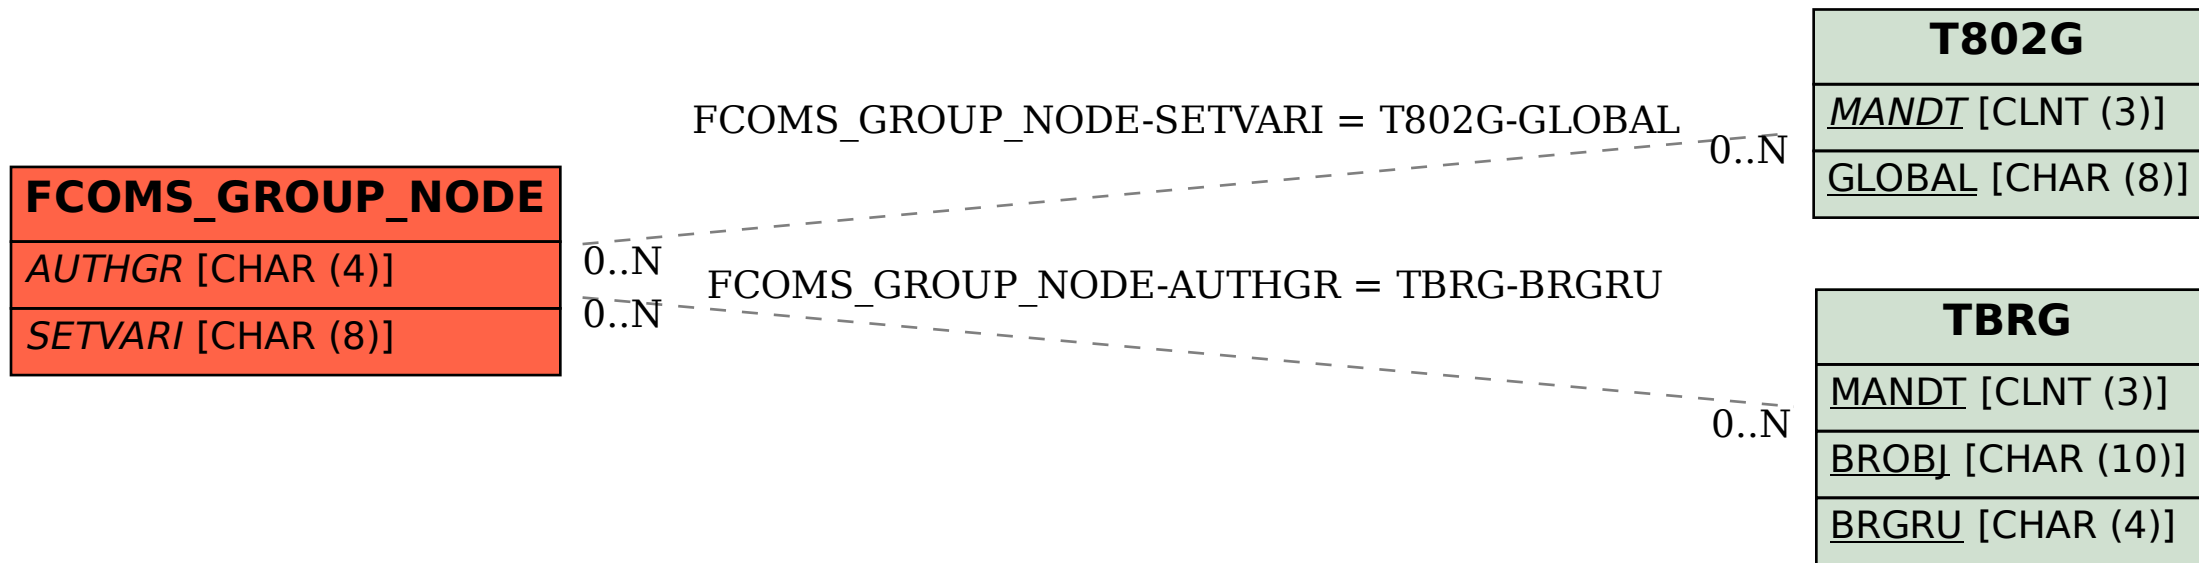 T802G
MANDT [CLNT (3)]
GLOBAL [CHAR (8)]
FCOMS_GROUP_NODE-SETVARI = T802G-GLOBAL
0..N
FCOMS_GROUP_NODE
AUTHGR [CHAR (4)]
SETVARI [CHAR (8)]
0..N
0..N
FCOMS_GROUP_NODE-AUTHGR = TBRG-BRGRU
0..N
TBRG
MANDT [CLNT (3)]
BROBJ [CHAR (10)]
BRGRU [CHAR (4)]